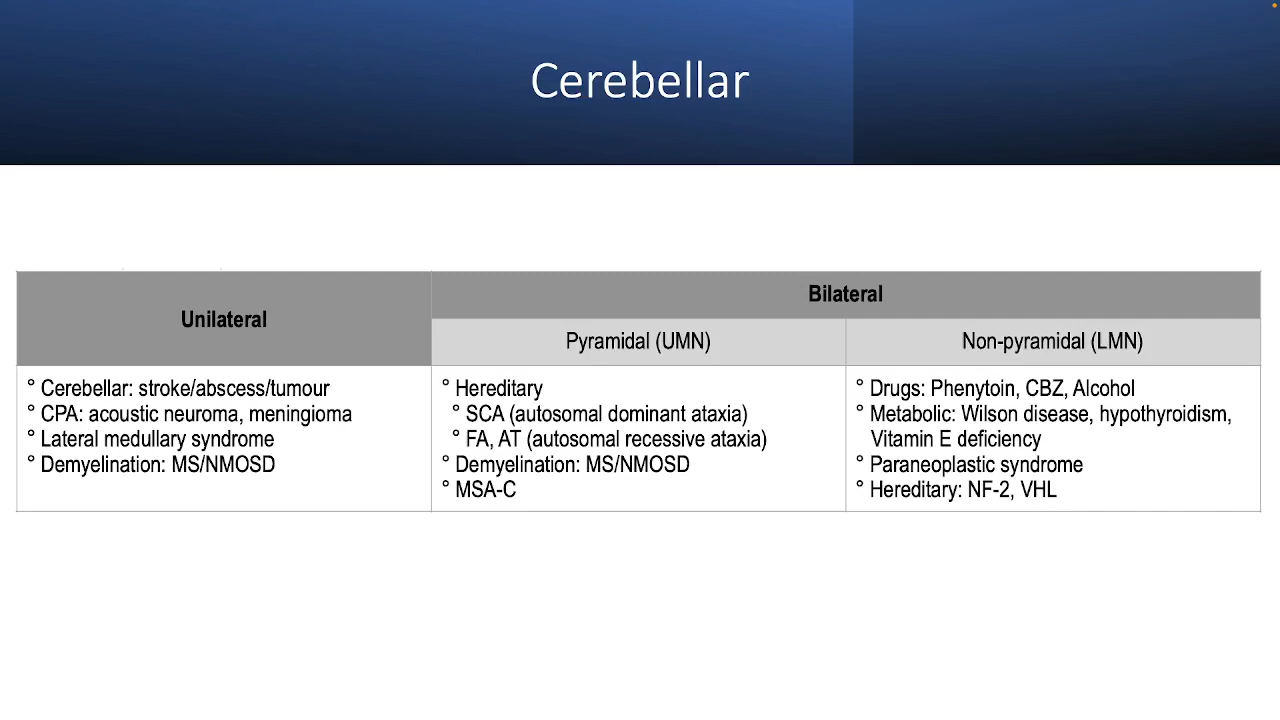 Cerebellar
Unilateral
Bilateral
Pyramidal (UMN)
Non-pyramidal (LMN)
° Cerebellar: stroke/abscess/tumour
° CPA: acoustic neuroma, meningioma
° Lateral medullary syndrome
° Demyelination: MS/NMOSD
° Hereditary
° SCA (autosomal dominant ataxia)
° FA, AT (autosomal recessive ataxia)
° Demyelination: MS/NMOSD
° MSA-C
° Drugs: Phenytoin, CBZ, Alcohol
° Metabolic: Wilson disease, hypothyroidism,
Vitamin E deficiency
° Paraneoplastic syndrome
° Hereditary: NF-2, VHL